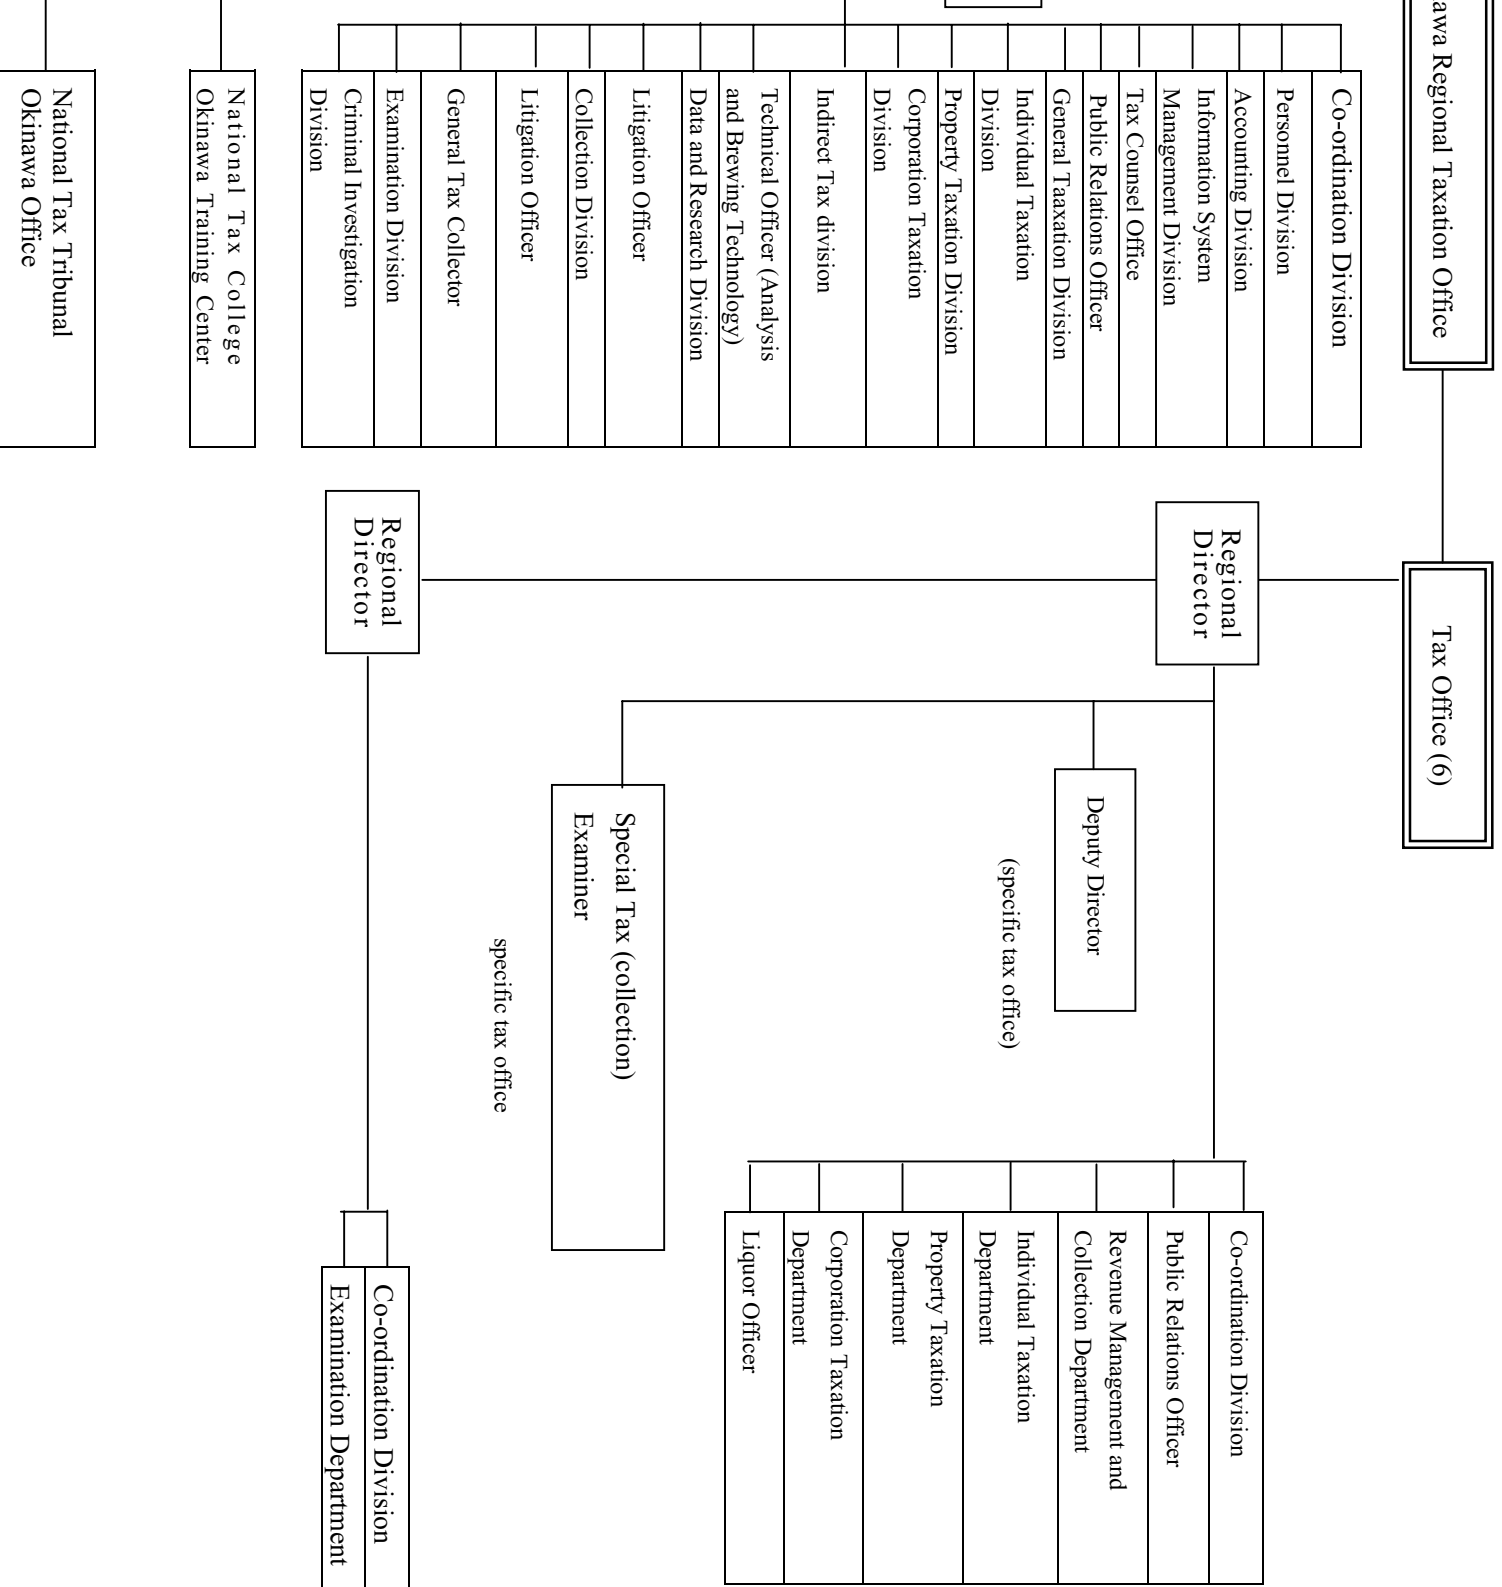 awa Regional Taxation Office
Tax Office (6)
Co-ordination Division
Personnel Division
Accounting Division
Information System
Management Division
Tax Counsel Office
Public Relations Officer
General Taaxation Division
Individual Taxation
Division
Property Taxation Division
Corporation Taxation
Division
Indirect Tax division
Technical Officer (Analysis
and Brewing Technology)
Data and Research Division
Litigation Officer
Collection Division
Litigation Officer
General Tax Collector
Examination Division
Criminal Investigation
Division
National Tax College
Okinawa Training Center
National Tax Tribunal
Okinawa Office
Regional
Director
Deputy Director
(specific tax office)
Special Tax (collection)
Examiner
specific tax office
Co-ordination Division
Public Relations Officer
Revenue Management and
Collection Department
Individual Taxation
Department
Property Taxation
Department
Corporation Taxation
Department
Liquor Officer
Regional
Director
Co-ordination Division
Examination Department